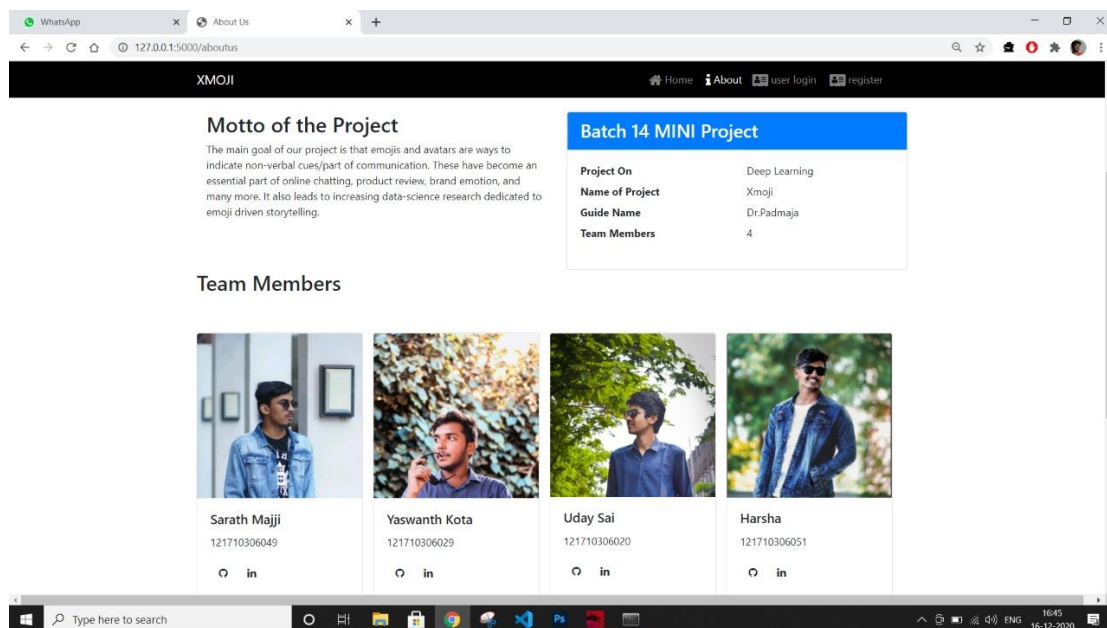 WhatsApp
About Us
127.0.0.1:5000/aboutus
XMOJI
Home About user login register
Motto of the Project
The main goal of our project is that emojis and avatars are ways to
indicate non-verbal cues/part of communication. These have become an
essential part of online chatting, product review, brand emotion, and
many more. It also leads to increasing data-science research dedicated to
emoji driven storytelling.
Batch 14 MINI Project
Project On Deep Learning
Name of Project Xmoji
Guide Name Dr.Padmaja
Team Members 4
Team Members
Sarath Majji
121710306049
in
Yaswanth Kota
121710306029
in
Uday Sai
121710306020
in
Harsha
121710306051
in
Type here to search
Ps
ENG
16:45
16-12-2020